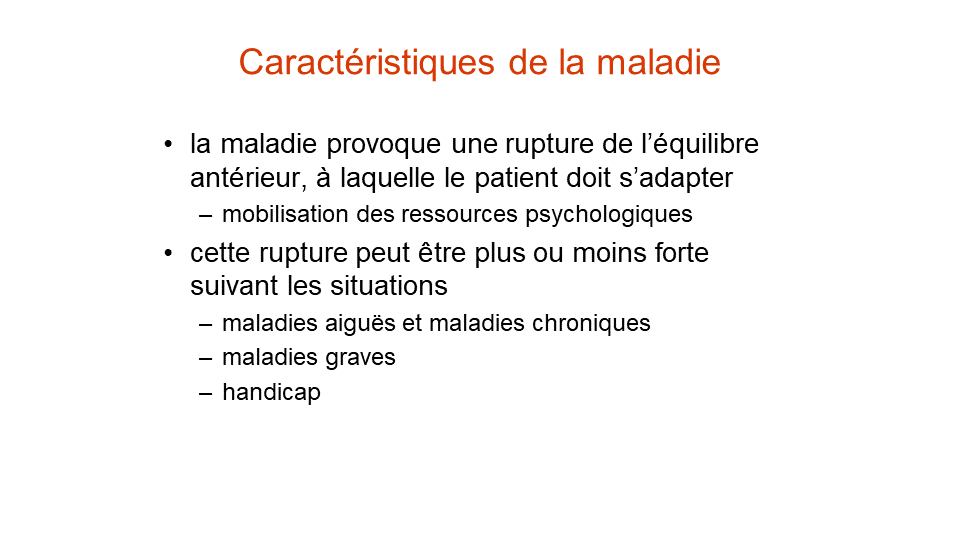 Caractéristiques de la maladie
• la maladie provoque une rupture de l’équilibre
antérieur, à laquelle le patient doit s’adapter
– mobilisation des ressources psychologiques
• cette rupture peut être plus ou moins forte
suivant les situations
– maladies aiguës et maladies chroniques
– maladies graves
– handicap